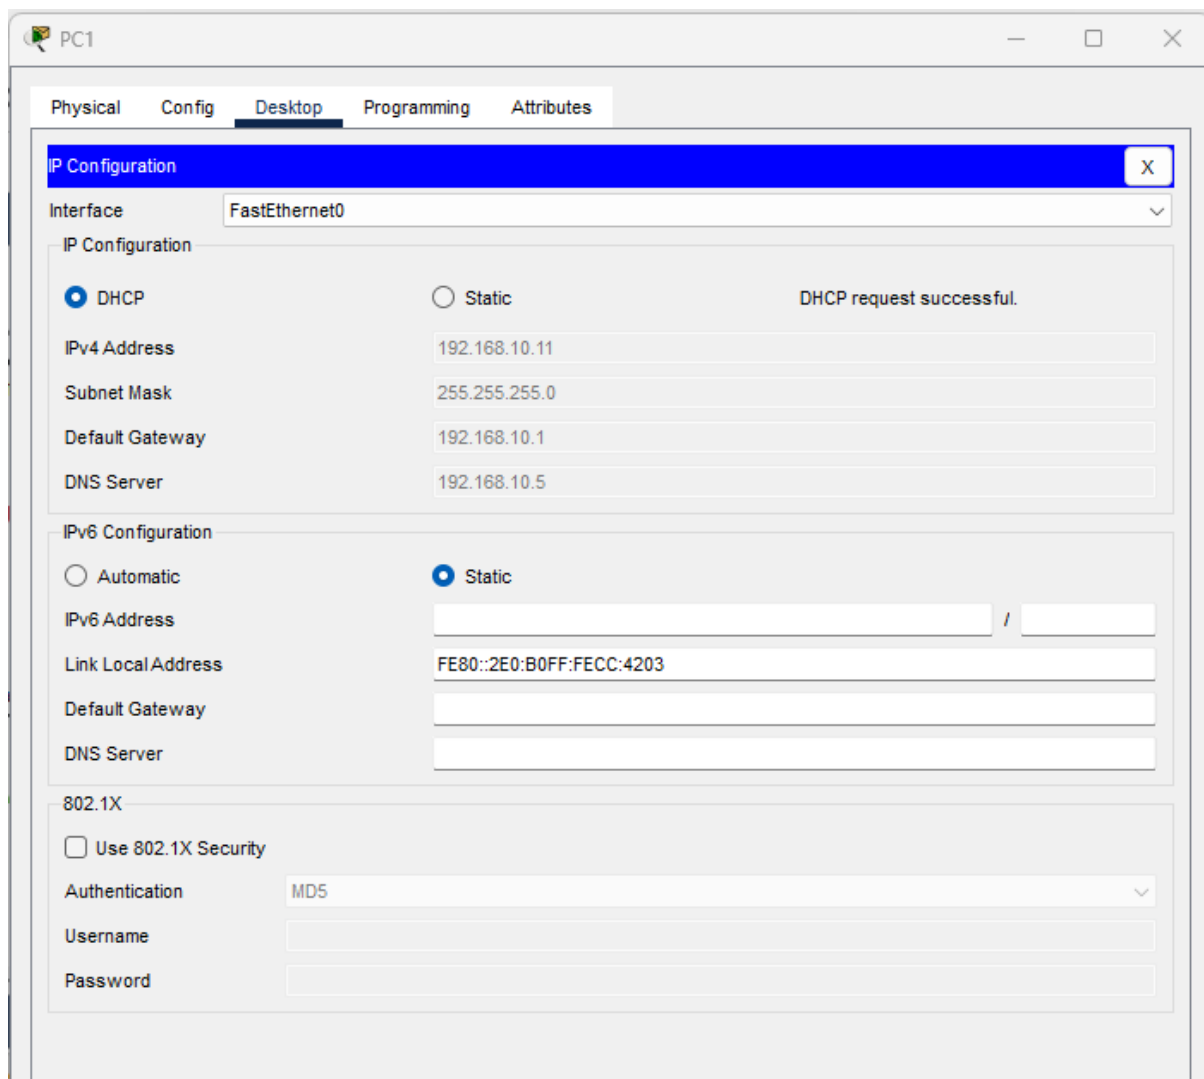 PC1
Physical Config Desktop Programming Attributes
IP Configuration X
Interface FastEthernet0
IP Configuration
DHCP Static DHCP request successful.
IPv4 Address 192.168.10.11
Subnet Mask 255.255.255.0
Default Gateway 192.168.10.1
DNS Server 192.168.10.5
IPv6 Configuration
Automatic Static
IPv6 Address /
Link Local Address FE80::2E0:B0FF:FECC:4203
Default Gateway
DNS Server
802.1X
Use 802.1X Security
Authentication MD5
Username
Password